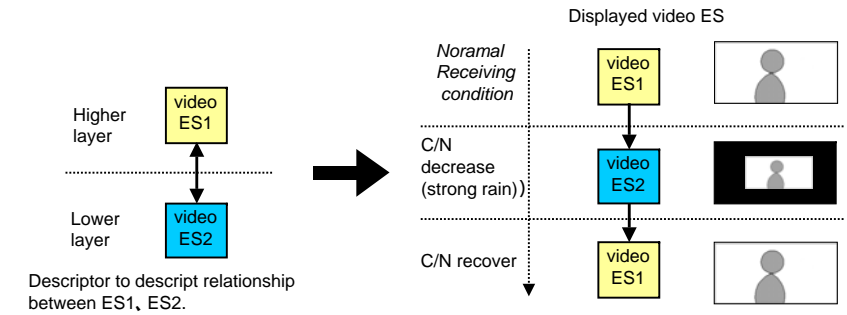 Higher
layer
video
ES1
Lower
layer
video
ES2
Descriptor to descript relationship
between ES1、ES2.
Displayed video ES
Noramal
Receiving
condition
video
ES1
C/N
decrease
(strong rain))
video
ES2
C/N recover
video
ES1